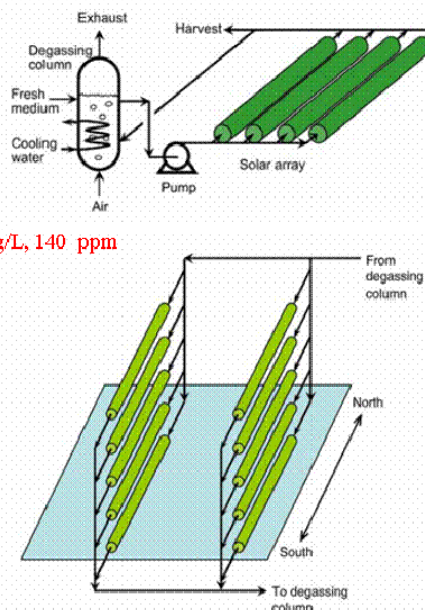 Exhaust
Harvest
Degassing
column
Fresh
medium
Cooling
water
Solar array
Pump
Air
g/L, 140 ppm
From
degassing
column
North
South
To degassing
column